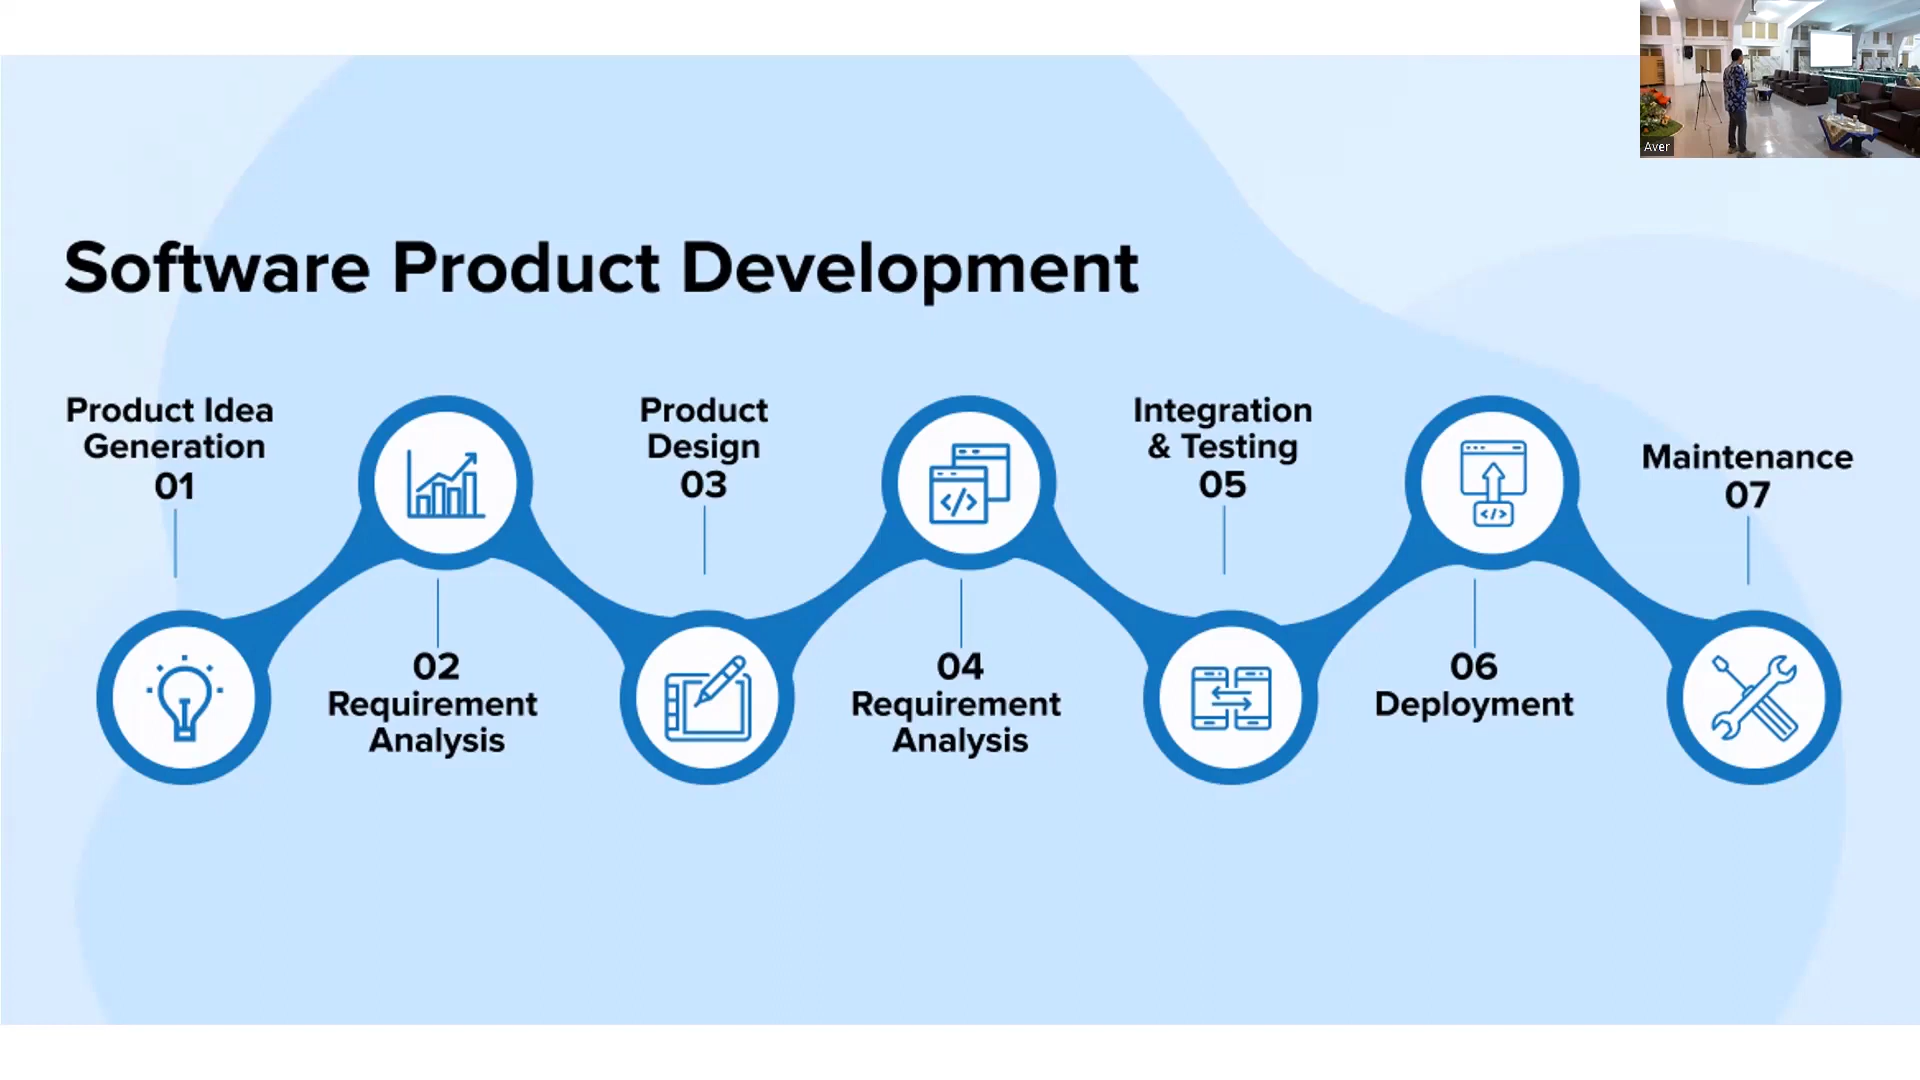 Aver
Software Product Development
Product Idea
Generation
01
02
Requirement
Analysis
Product
Design
03
04
Requirement
Analysis
Integration
& Testing
05
06
Deployment
Maintenance
07